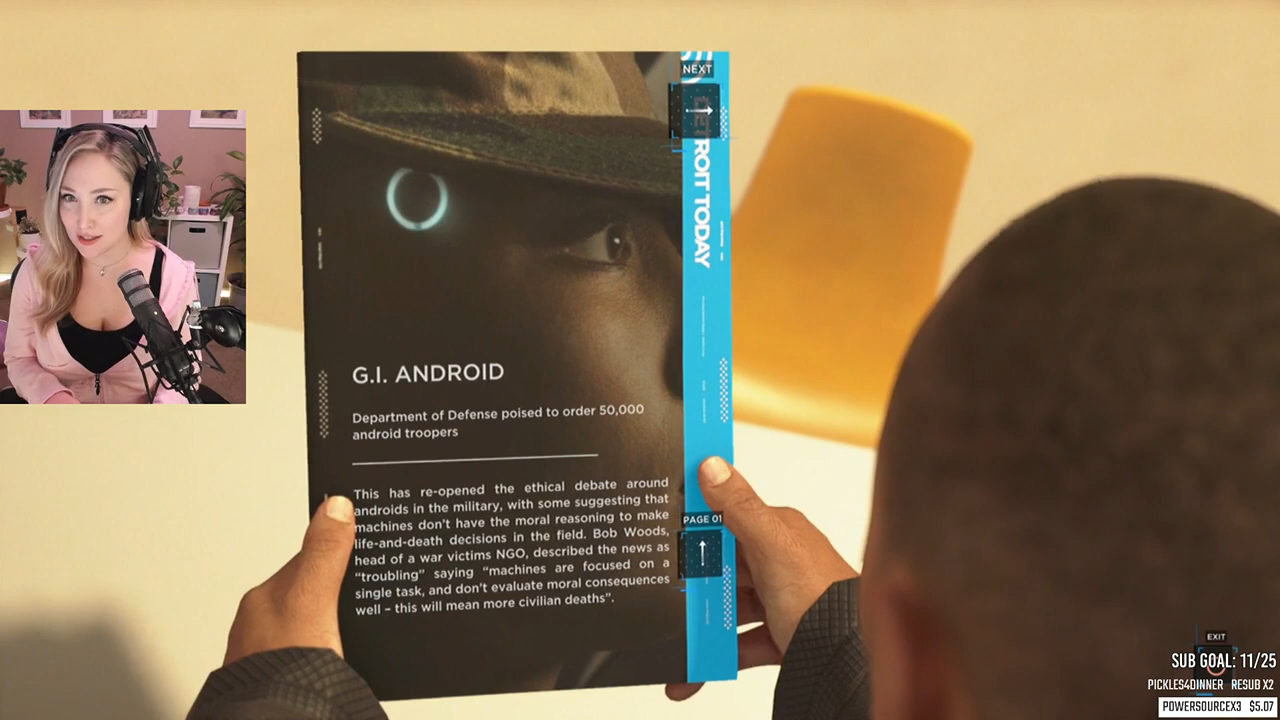 NEXT
DETROIT TODAY
G.I. ANDROID
Department of Defense poised to order 50,000
android troopers
This has re-opened the ethical debate around
androids in the military, with some suggesting that
machines don't have the moral reasoning to make
life-and-death decisions in the field. Bob Woods,
head of a war victims NGO, described the news as
"troubling" saying "machines are focused on a
single task, and don't evaluate moral consequences
well – this will mean more civilian deaths".
PAGE 01
EXIT
SUB GOAL: 11/25
PICKLES4DINNER RESUB X2
POWERSOURCEX3 $5.07